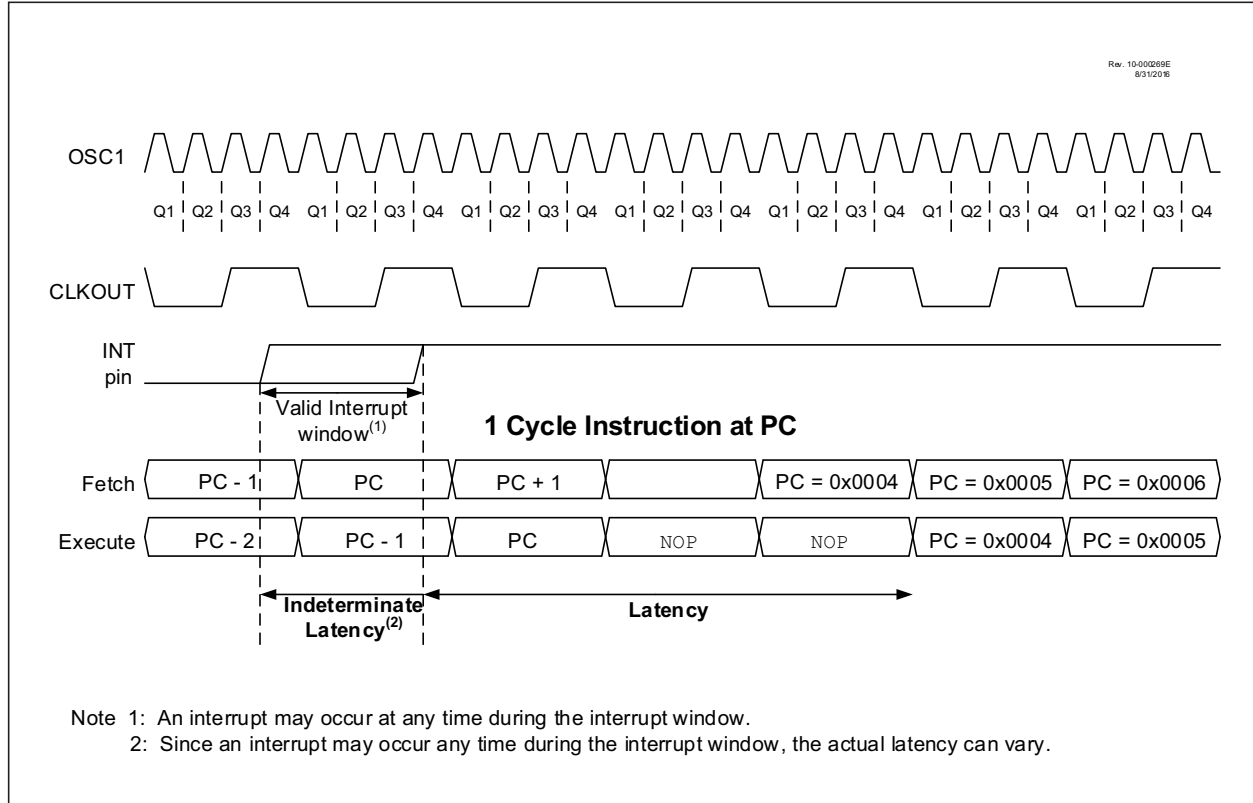 Rev. 10-000269E
8/31/2016
OSC1
Q1 Q2 Q3 Q4 Q1 Q2 Q3 Q4 Q1 Q2 Q3 Q4 Q1 Q2 Q3 Q4 Q1 Q2 Q3 Q4 Q1 Q2 Q3 Q4 Q1 Q2 Q3 Q4
CLKOUT
INT
pin
Valid Interrupt
window(1)
1 Cycle Instruction at PC
Fetch PC - 1 PC PC + 1 PC = 0x0004 PC = 0x0005 PC = 0x0006
Execute PC - 2 PC - 1 PC NOP NOP PC = 0x0004 PC = 0x0005
Indeterminate
Latency(2)
Latency
Note 1: An interrupt may occur at any time during the interrupt window.
2: Since an interrupt may occur any time during the interrupt window, the actual latency can vary.